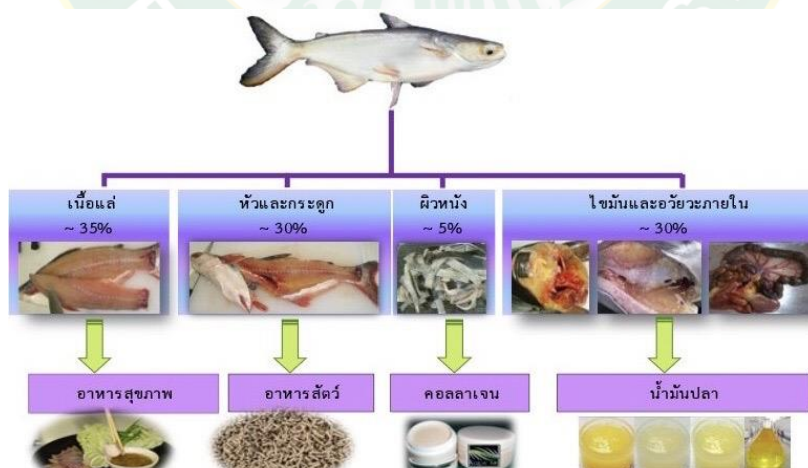 เนื้อแล่
~ 35%
หัวและกระดูก
~ 30%
ผิวหนัง
~ 5%
ไขมันและอวัยวะภายใน
~ 30%
อาหารสุขภาพ
อาหารสัตว์
คอลลาเจน
น้ำมันปลา